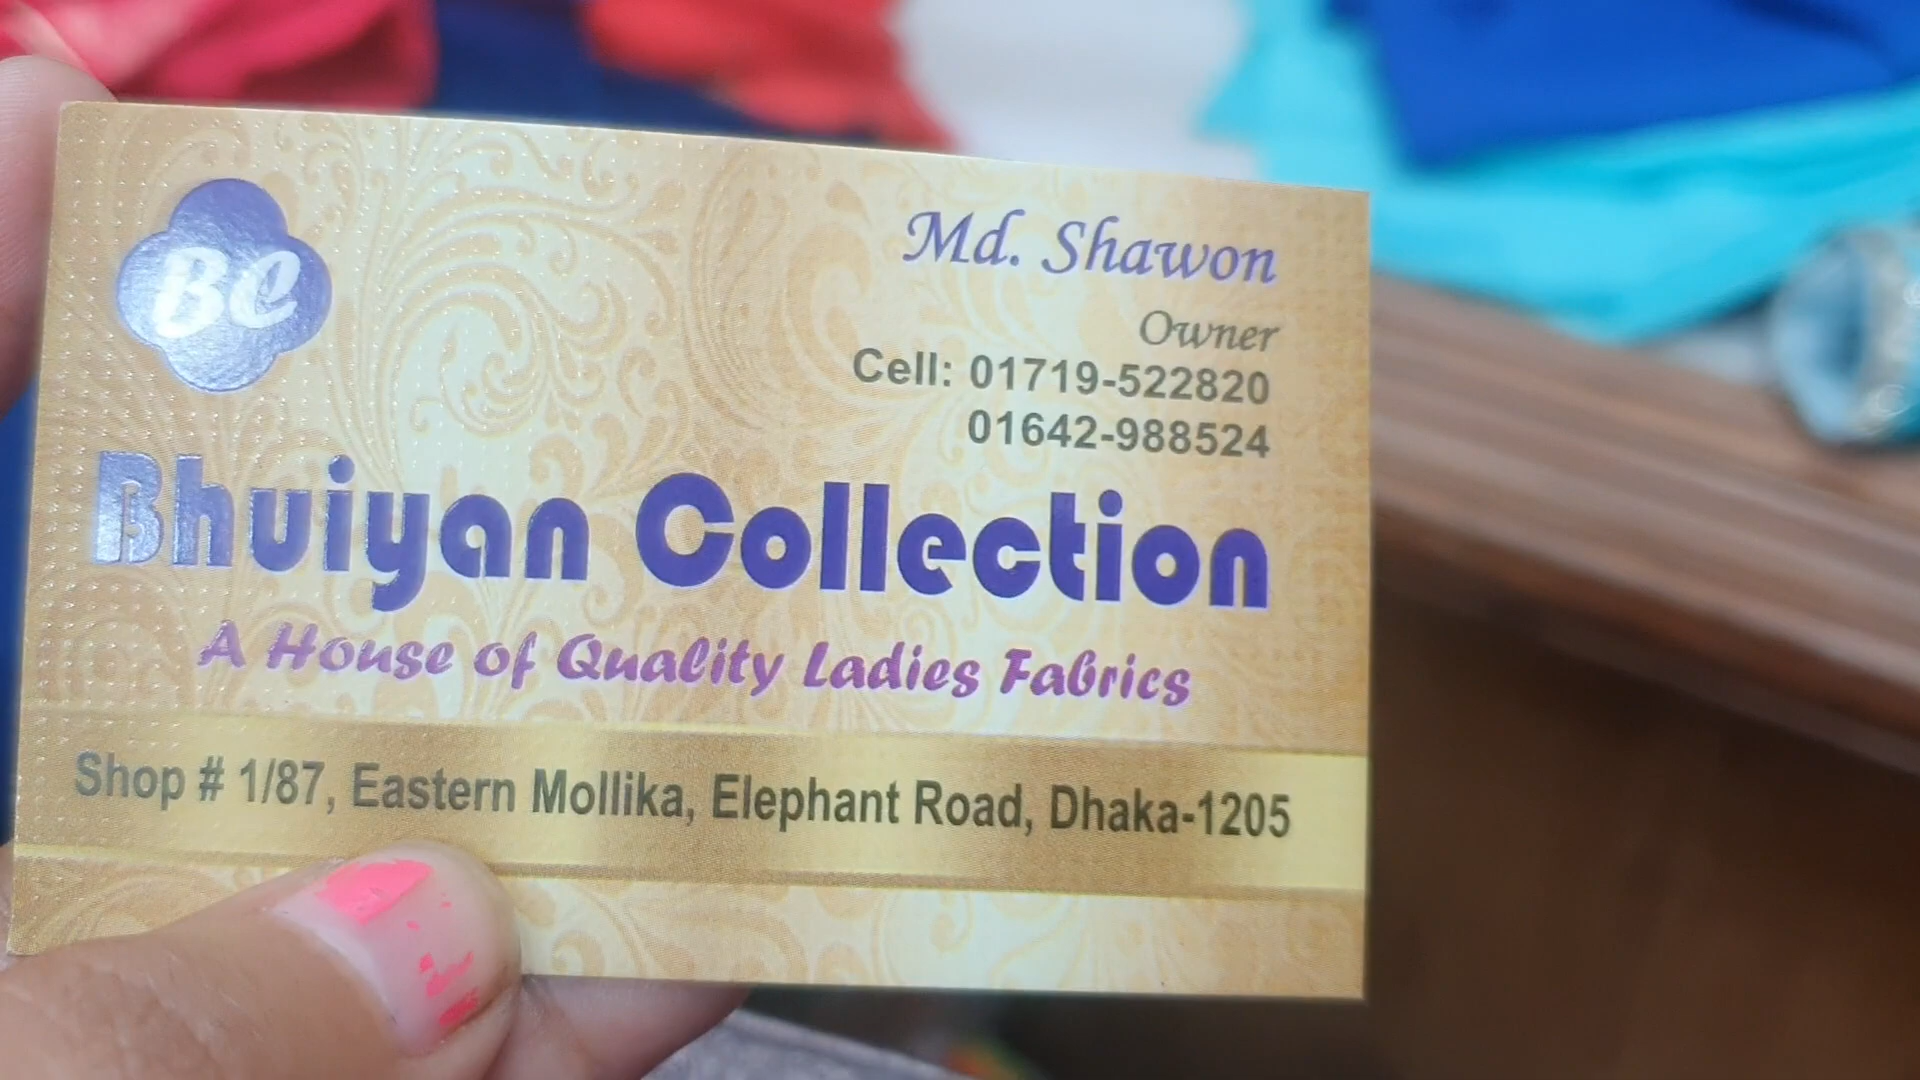 BC
Md. Shawon
Owner
Cell: 01719-522820
01642-988524
Bhuiyan Collection
A House of Quality Ladies Fabrics
Shop # 1/87, Eastern Mollika, Elephant Road, Dhaka-1205